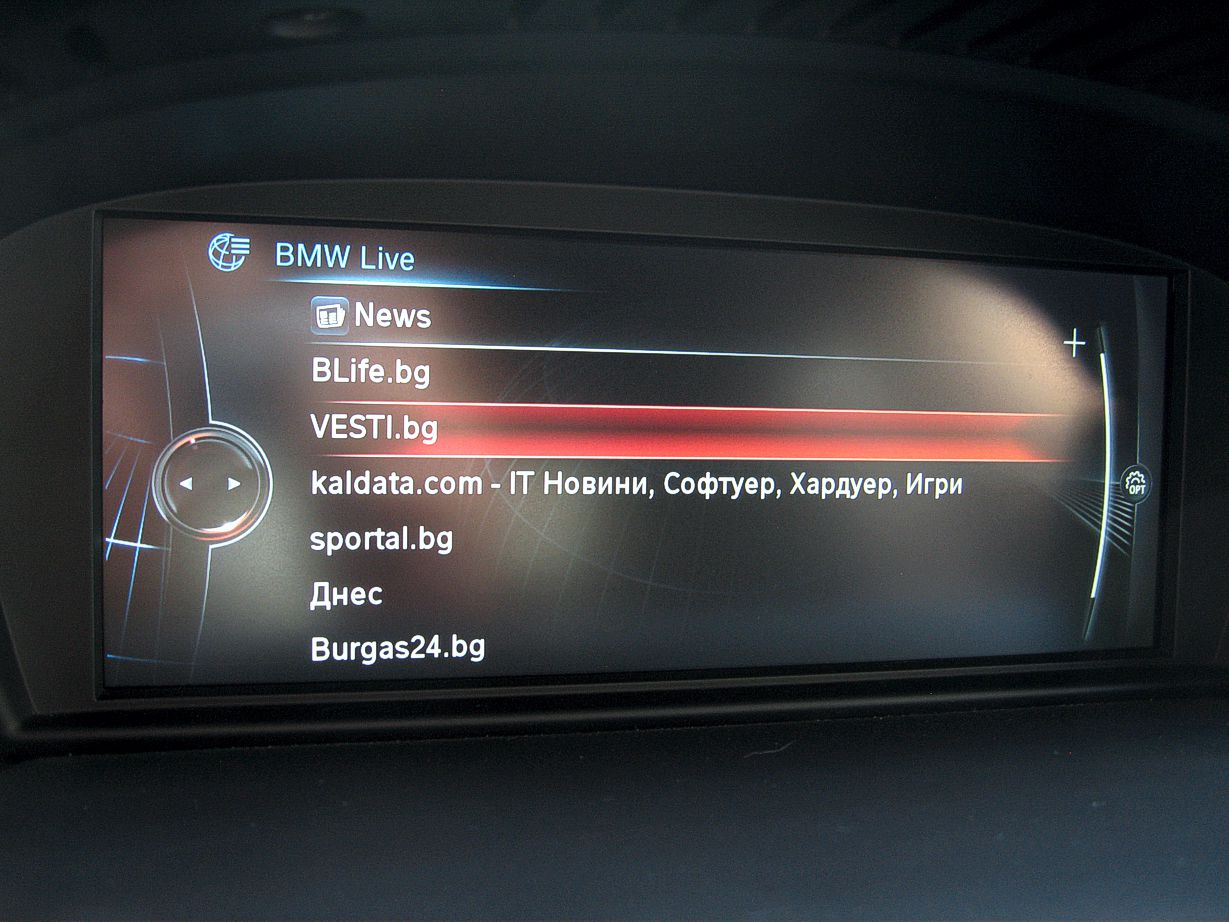 BMW Live
News
BLife.bg
VESTI.bg
kaldata.com - IT Новини, Софтуер, Хардуер, Игри
OPT
sportal.bg
Днес
Burgas24.bg